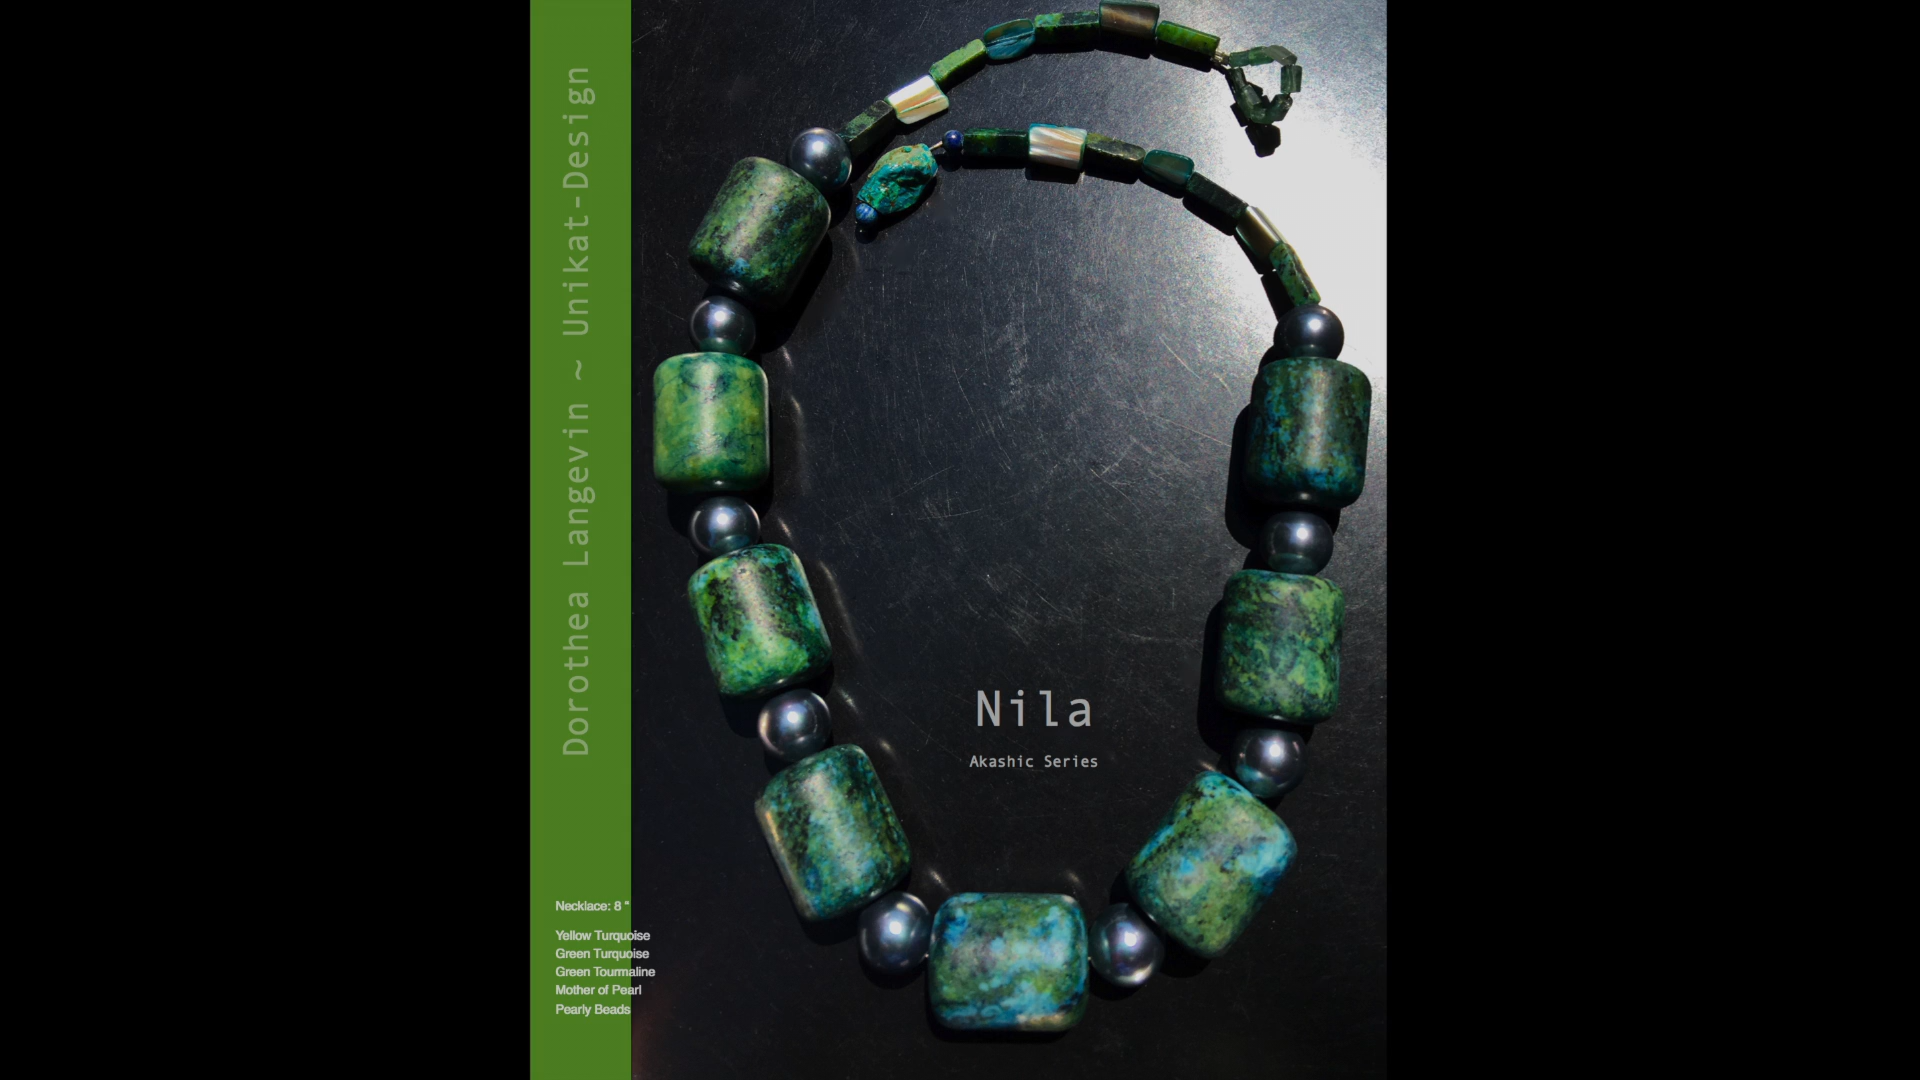 Dorothea Langevin ~ Unikat-Design
Nila
Akashic Series
Necklace: 8 “
Yellow Turquoise
Green Turquoise
Green Tourmaline
Mother of Pearl
Pearly Beads